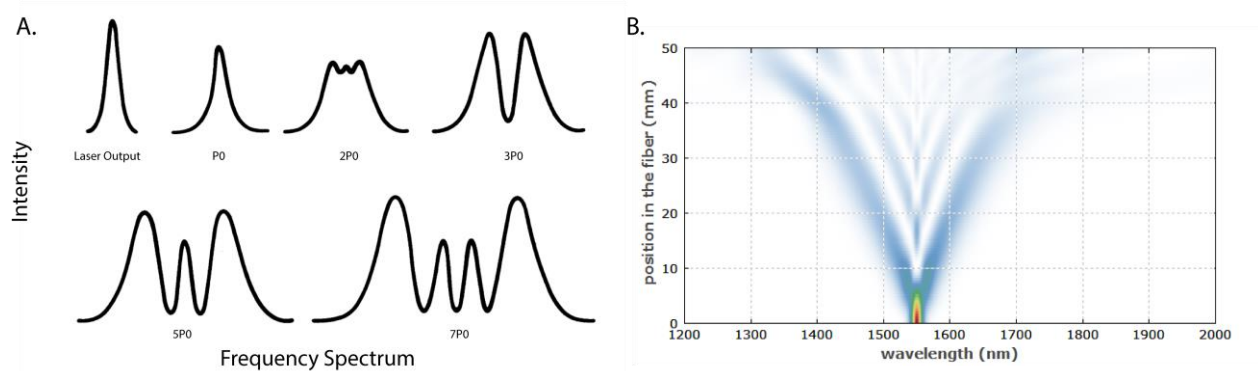 A.
Laser Output
P0
2P0
3P0
5P0
7P0
Intensity
Frequency Spectrum
B.
50
40
30
20
10
0
position in the fiber (mm)
1200 1300 1400 1500 1600 1700 1800 1900 2000
wavelength (nm)